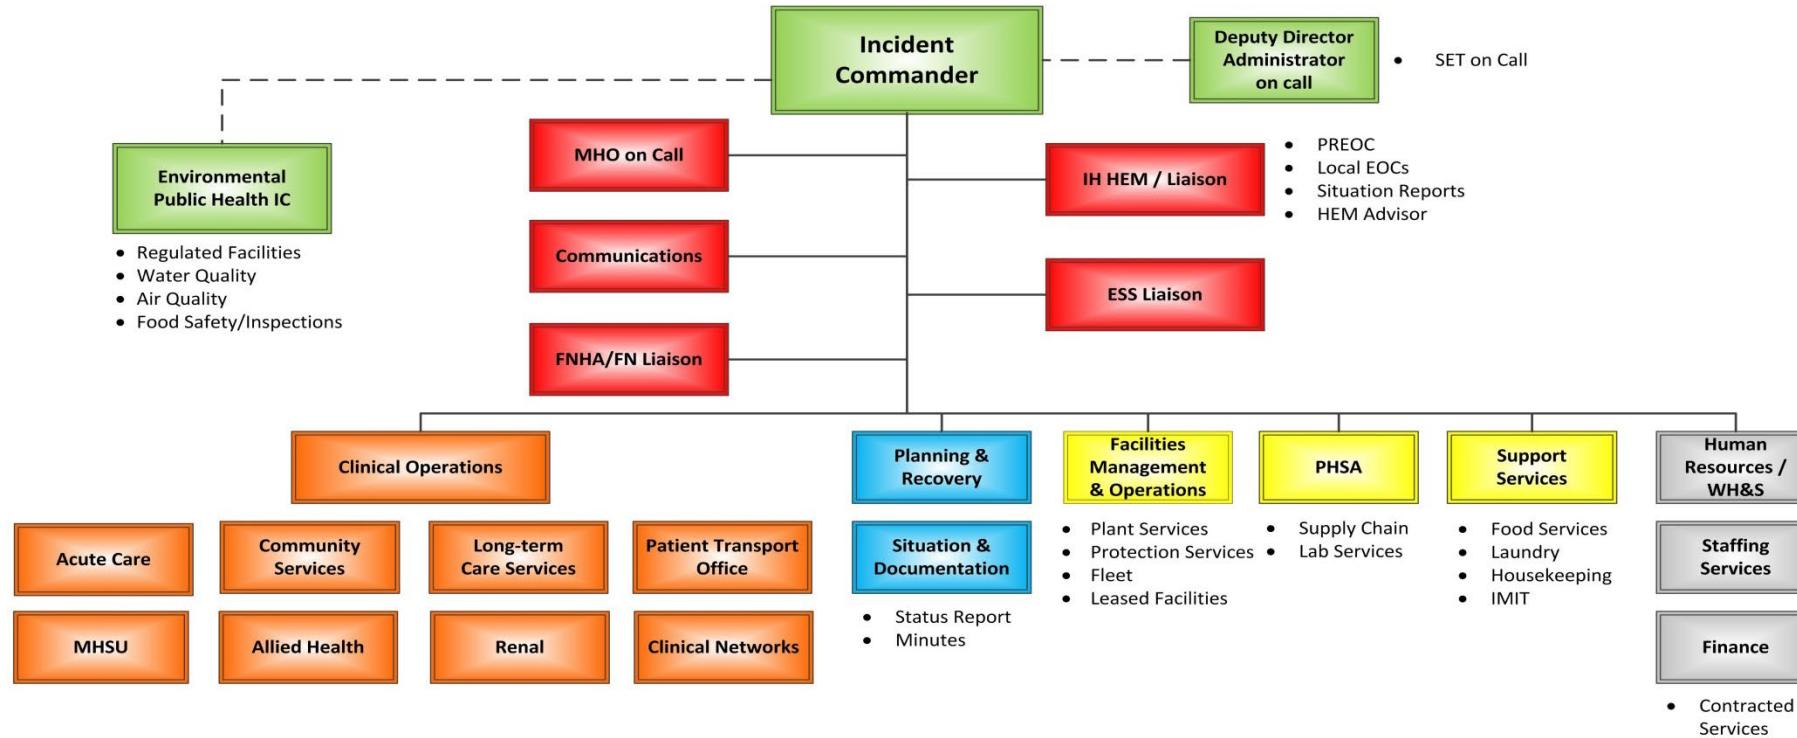 Incident
Commander
Deputy Director
Administrator
on call
• SET on Call
Environmental
Public Health IC
• Regulated Facilities
• Water Quality
• Air Quality
• Food Safety/Inspections
MHO on Call
Communications
FNHA/FN Liaison
IH HEM / Liaison
• PREOC
• Local EOCs
• Situation Reports
• HEM Advisor
ESS Liaison
Clinical Operations
Acute Care
Community
Services
Long-term
Care Services
Patient Transport
Office
MHSU
Allied Health
Renal
Clinical Networks
Planning &
Recovery
Situation &
Documentation
• Status Report
• Minutes
Facilities
Management
& Operations
• Plant Services
• Protection Services
• Fleet
• Leased Facilities
PHSA
• Supply Chain
• Lab Services
Support
Services
• Food Services
• Laundry
• Housekeeping
• IMIT
Human
Resources /
WH&S
Staffing
Services
Finance
• Contracted
Services